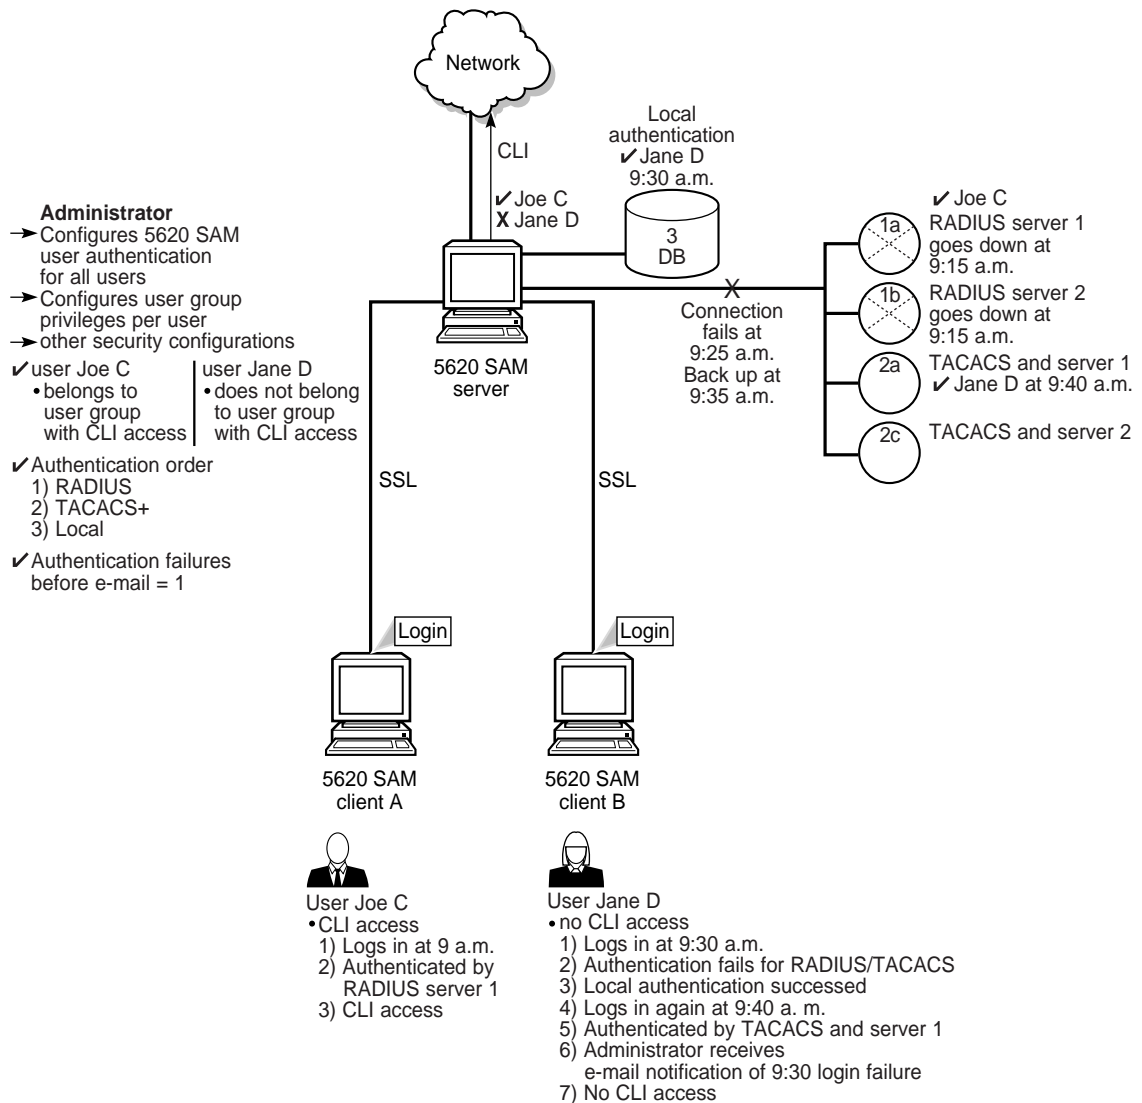 Network
CLI
✔ Joe C
X Jane D
Local
authentication
✔ Jane D
9:30 a.m.
3
DB
Administrator
→ Configures 5620 SAM
user authentication
for all users
→ Configures user group
privileges per user
→ other security configurations
✔ user Joe C
• belongs to
user group
with CLI access
user Jane D
• does not belong
to user group
with CLI access
✔ Authentication order
1) RADIUS
2) TACACS+
3) Local
✔ Authentication failures
before e-mail = 1
5620 SAM
server
X
Connection
fails at
9:25 a.m.
Back up at
9:35 a.m.
✔ Joe C
1a
RADIUS server 1
goes down at
9:15 a.m.
1b
RADIUS server 2
goes down at
9:15 a.m.
2a
TACACS and server 1
✔ Jane D at 9:40 a.m.
2c
TACACS and server 2
SSL
SSL
Login
Login
5620 SAM
client A
5620 SAM
client B
User Joe C
• CLI access
1) Logs in at 9 a.m.
2) Authenticated by
RADIUS server 1
3) CLI access
User Jane D
• no CLI access
1) Logs in at 9:30 a.m.
2) Authentication fails for RADIUS/TACACS
3) Local authentication successed
4) Logs in again at 9:40 a. m.
5) Authenticated by TACACS and server 1
6) Administrator receives
e-mail notification of 9:30 login failure
7) No CLI access